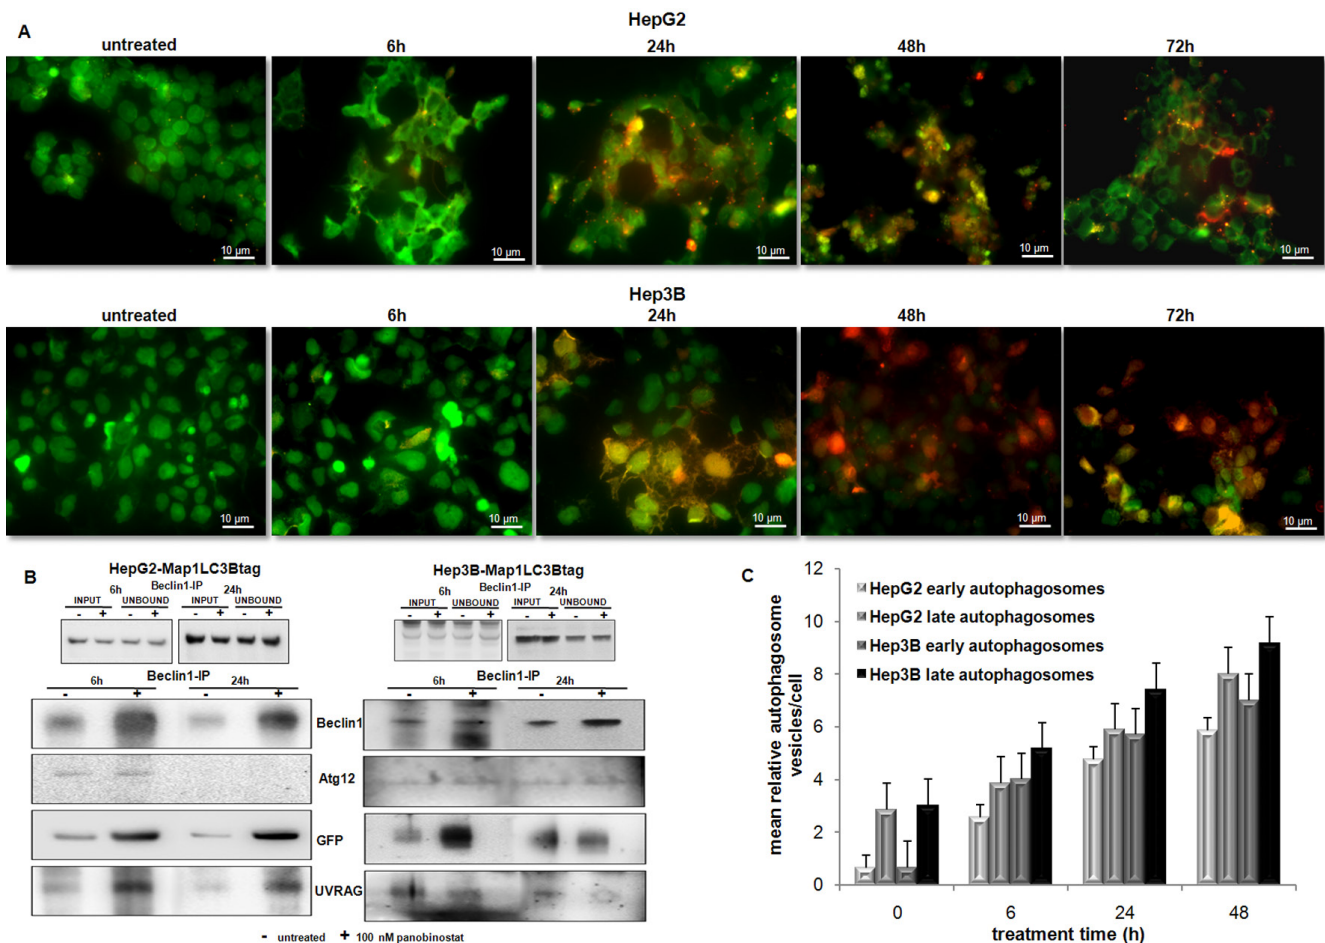 A
HepG2
untreated 6h 24h 48h 72h
10 µm 10 µm 10 µm 10 µm 10 µm
Hep3B
untreated 6h 24h 48h 72h
10 µm 10 µm 10 µm 10 µm 10 µm
B
HepG2-Map1LC3Btag
Beclin1-IP
6h 24h
INPUT UNBOUND INPUT UNBOUND
- + - + - + - +
Beclin1-IP
6h 24h
- + - +
Hep3B-Map1LC3Btag
Beclin1-IP
6h 24h
INPUT UNBOUND INPUT UNBOUND
- + - + - + - +
Beclin1-IP
6h 24h
- + - +
Beclin1
Atg12
GFP
UVRAG
- untreated + 100 nM panobinostat
C
HepG2 early autophagosomes
HepG2 late autophagosomes
Hep3B early autophagosomes
Hep3B late autophagosomes
mean relative autophagosome
vesicles/cell
12
10
8
6
4
2
0
0 6 24 48
treatment time (h)